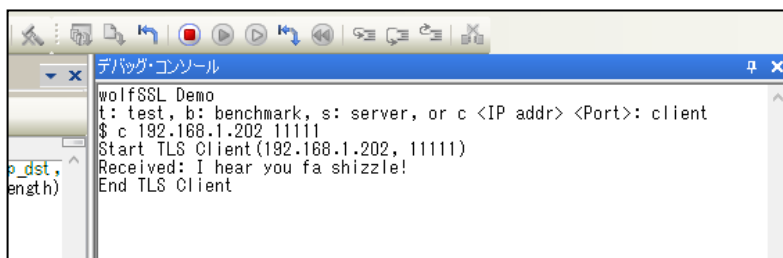 デバッグ・コンソール
wolfSSL Demo
t: test, b: benchmark, s: server, or c <IP addr> <Port>: client
$ c 192.168.1.202 11111
Start TLS Client(192.168.1.202, 11111)
Received: I hear you fa shizzle!
End TLS Client
p_dst,
ength)